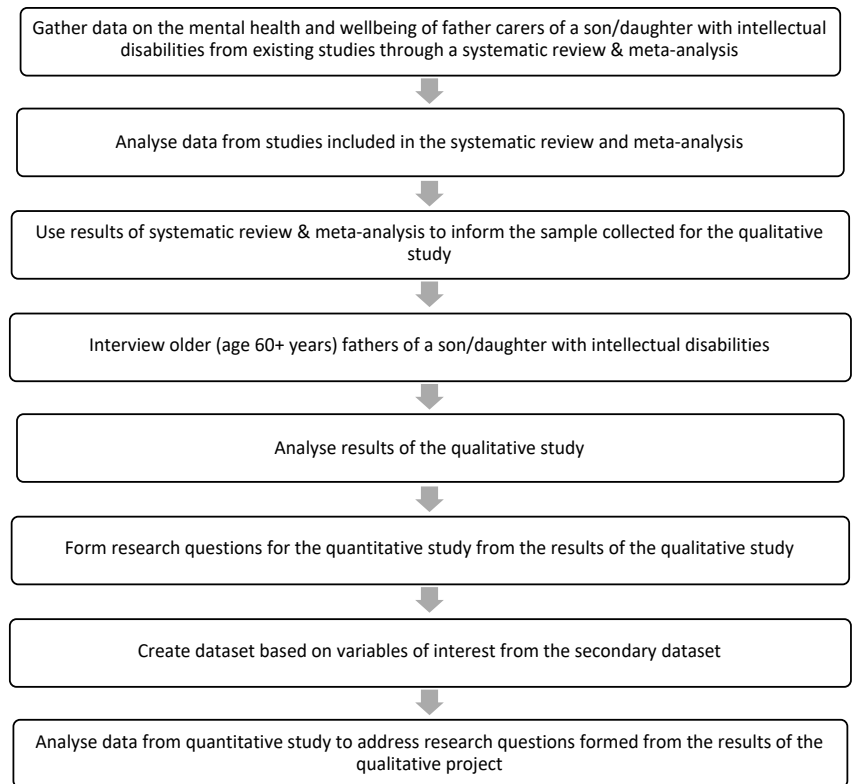 Gather data on the mental health and wellbeing of father carers of a son/daughter with intellectual
disabilities from existing studies through a systematic review & meta-analysis
Analyse data from studies included in the systematic review and meta-analysis
Use results of systematic review & meta-analysis to inform the sample collected for the qualitative
study
Interview older (age 60+ years) fathers of a son/daughter with intellectual disabilities
Analyse results of the qualitative study
Form research questions for the quantitative study from the results of the qualitative study
Create dataset based on variables of interest from the secondary dataset
Analyse data from quantitative study to address research questions formed from the results of the
qualitative project